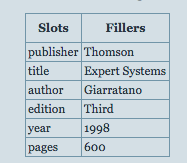 Slots Fillers
publisher Thomson
title Expert Systems
author Giarratano
edition Third
year 1998
pages 600